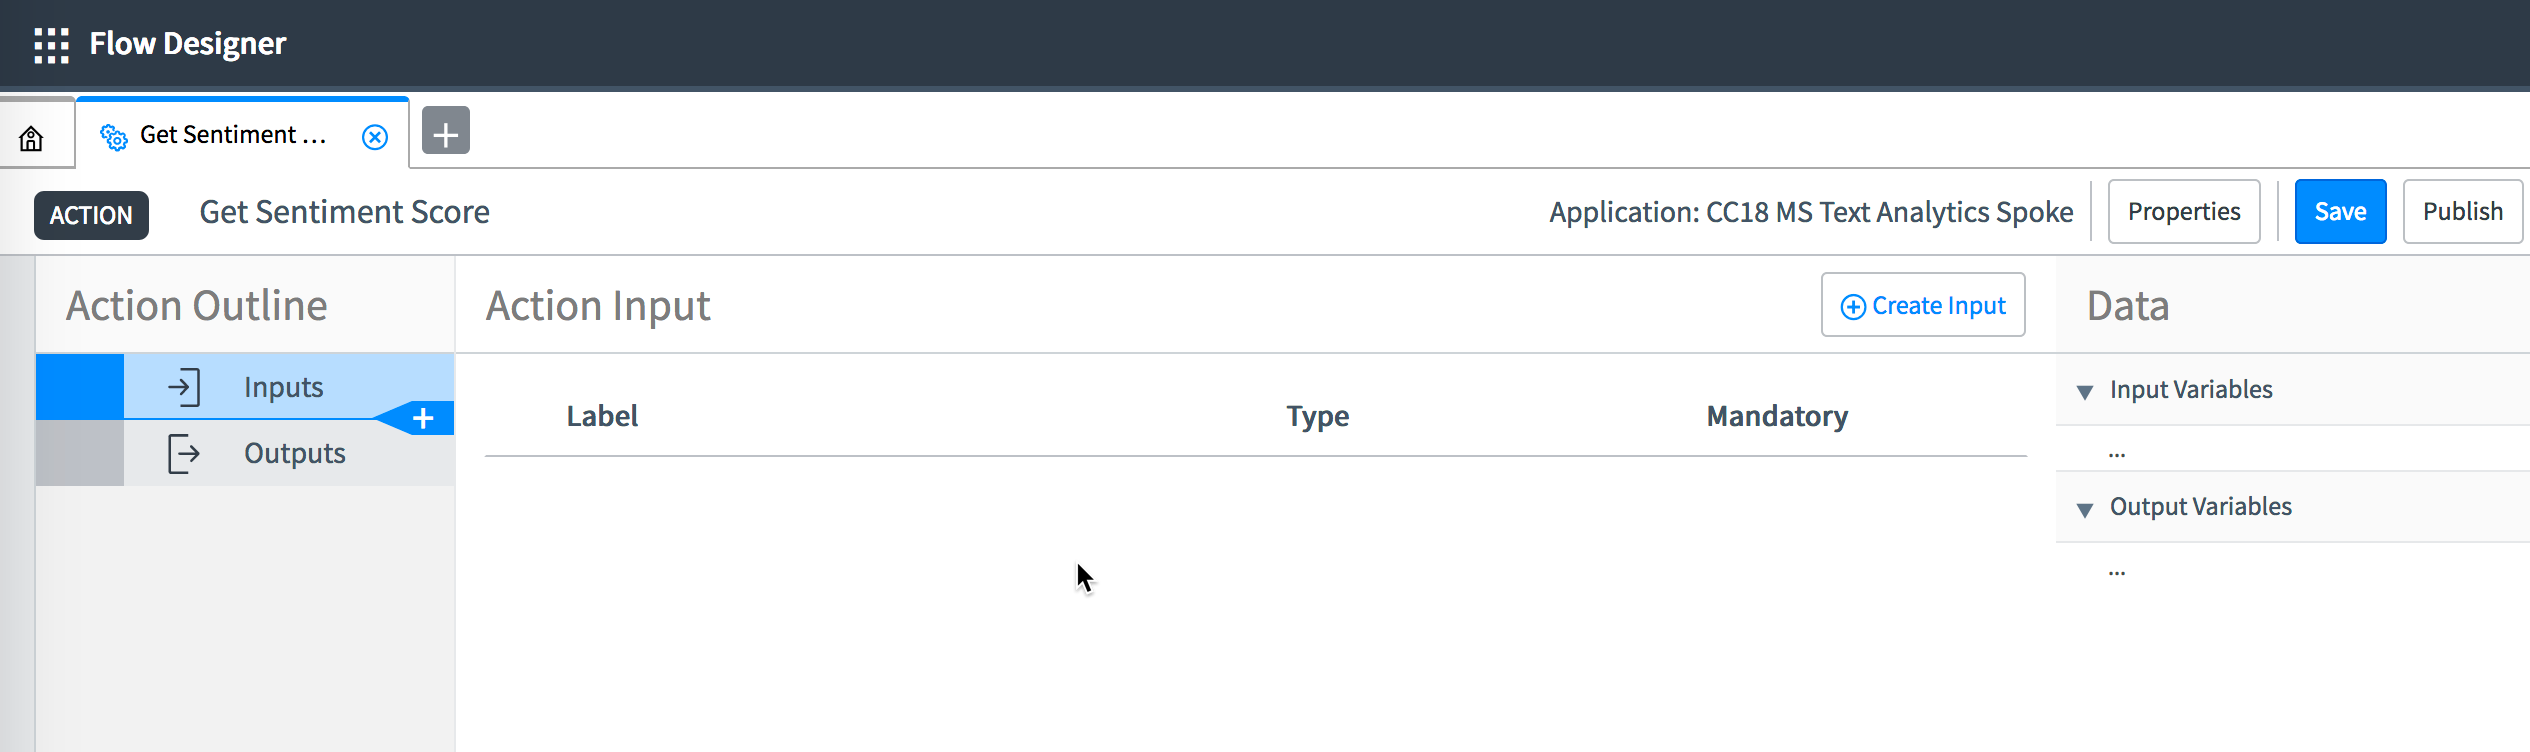 Flow Designer
Get Sentiment ...
ACTION
Get Sentiment Score
Application: CC18 MS Text Analytics Spoke
Properties
Save
Publish
Action Outline
Action Input
Create Input
Data
Inputs
Outputs
Label
Type
Mandatory
Input Variables
...
Output Variables
...